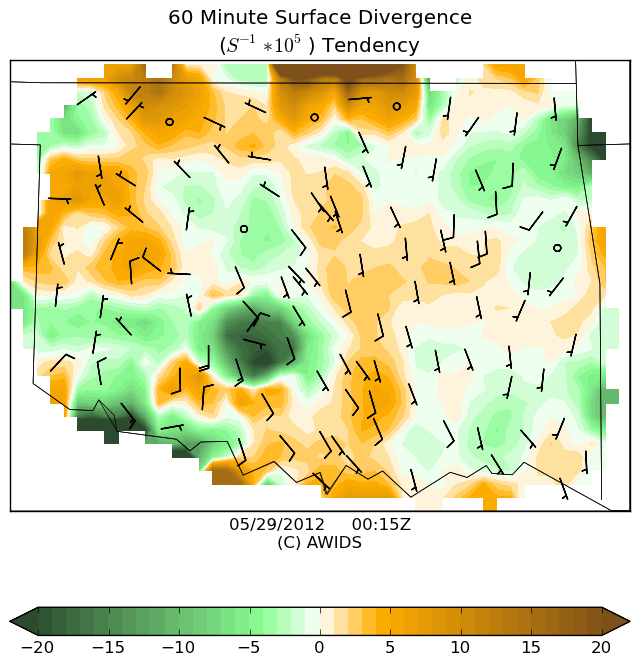 60 Minute Surface Divergence
(S⁻¹ *10⁵ ) Tendency
05/29/2012 00:15Z
(C) AWIDS
−20 −15 −10 −5 0 5 10 15 20